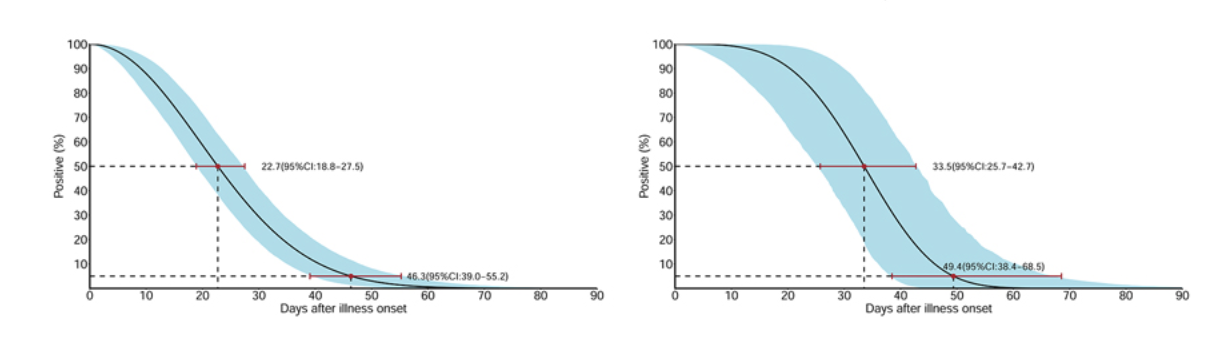 100
90
80
70
60
50
40
30
20
10
Positive (%)
22.7(95%CI:18.8–27.5)
46.3(95%CI:39.0–55.2)
0 10 20 30 40 50 60 70 80 90
Days after illness onset
100
90
80
70
60
50
40
30
20
10
Positive (%)
33.5(95%CI:25.7–42.7)
49.4(95%CI:38.4–68.5)
0 10 20 30 40 50 60 70 80 90
Days after illness onset